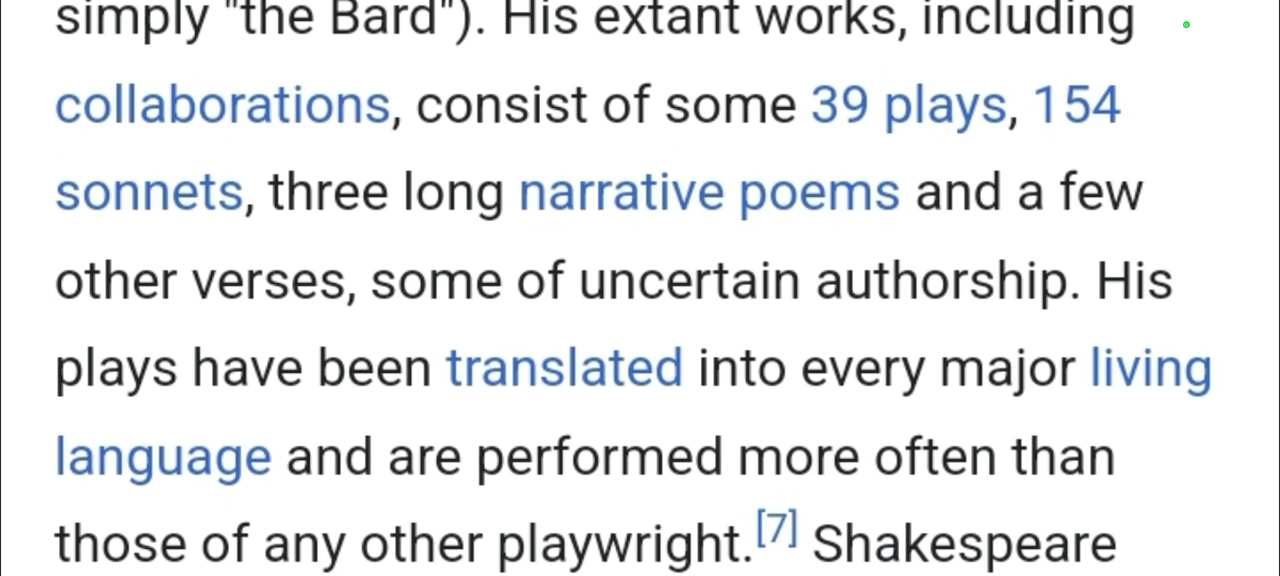 simply "the Bard"). His extant works, including
collaborations, consist of some 39 plays, 154
sonnets, three long narrative poems and a few
other verses, some of uncertain authorship. His
plays have been translated into every major living
language and are performed more often than
those of any other playwright.[7] Shakespeare